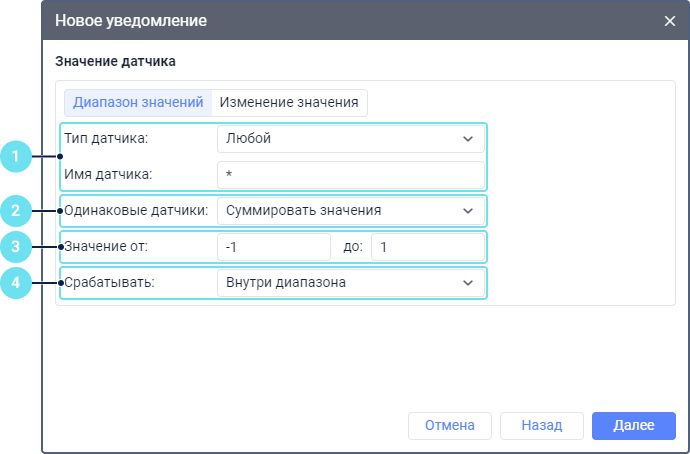 Новое уведомление
Значение датчика
Диапазон значений Изменение значения
1 Тип датчика: Любой
Имя датчика: *
2 Одинаковые датчики: Суммировать значения
3 Значение от: -1 до: 1
4 Срабатывать: Внутри диапазона
Отмена Назад Далее